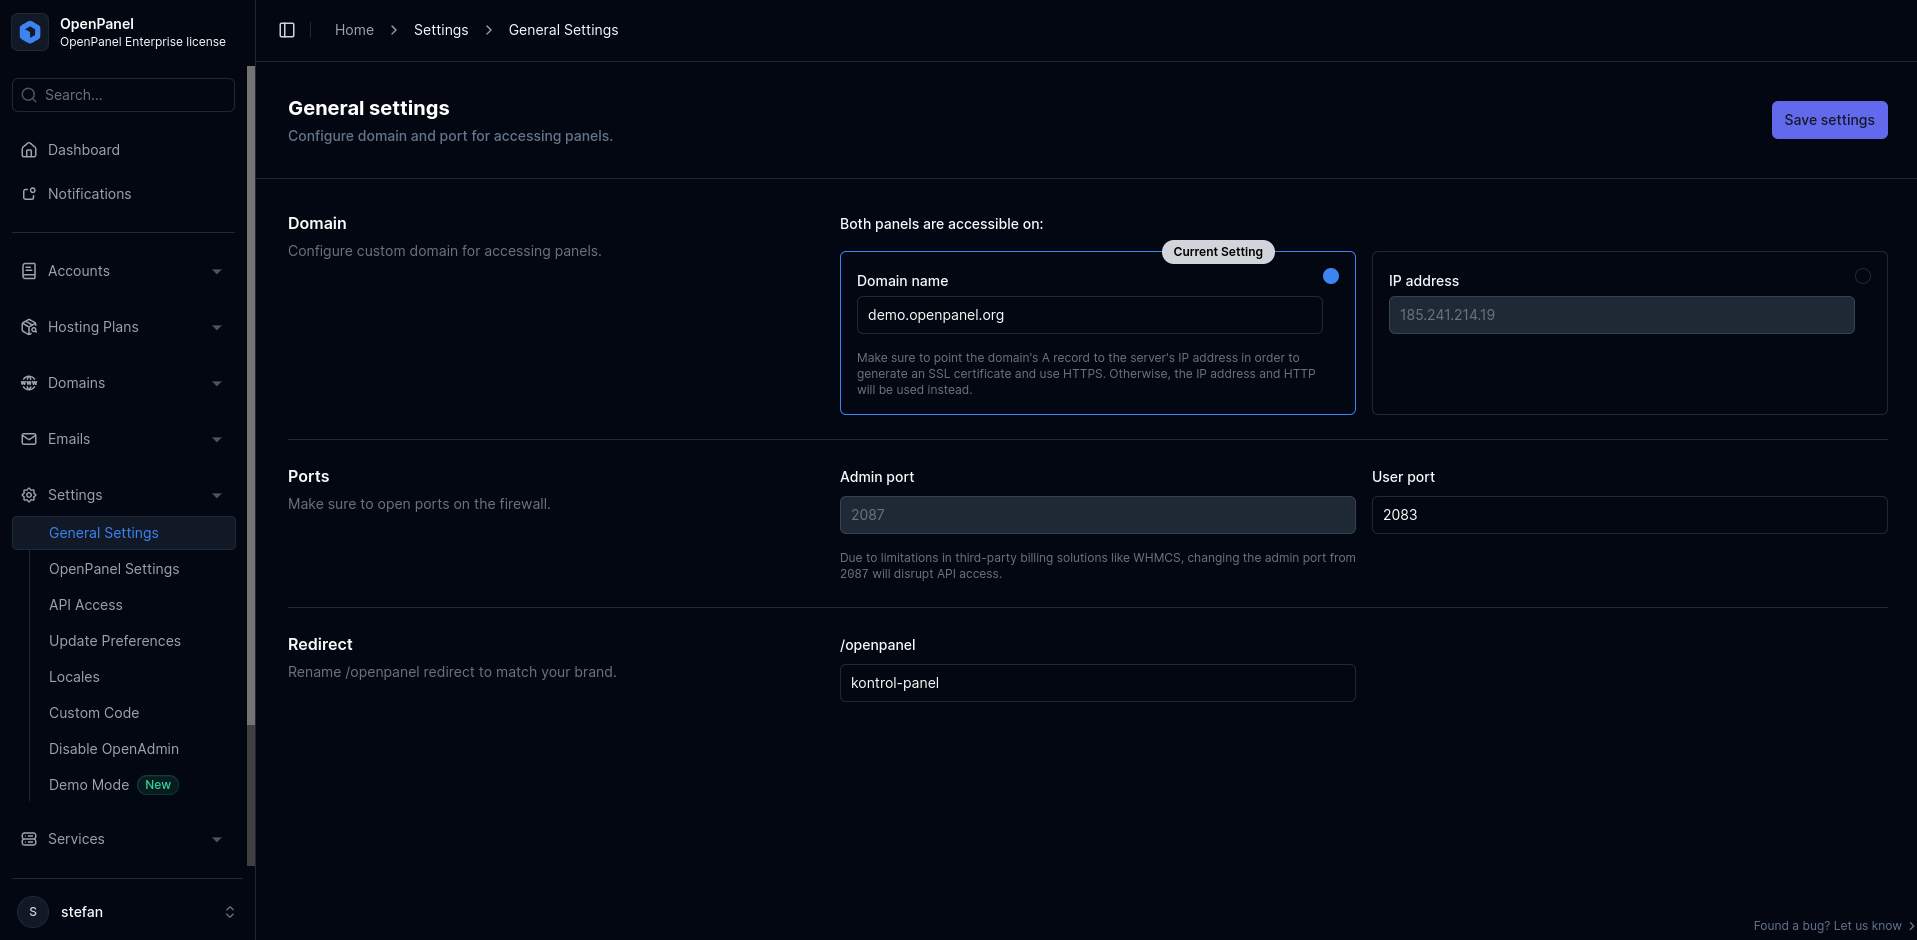 OpenPanel
OpenPanel Enterprise license
Search...
Dashboard
Notifications
Accounts
Hosting Plans
Domains
Emails
Settings
General Settings
OpenPanel Settings
API Access
Update Preferences
Locales
Custom Code
Disable OpenAdmin
Demo Mode New
Services
S stefan
Home > Settings > General Settings
General settings
Configure domain and port for accessing panels.
Save settings
Domain
Configure custom domain for accessing panels.
Both panels are accessible on:
Current Setting
Domain name
demo.openpanel.org
Make sure to point the domain's A record to the server's IP address in order to
generate an SSL certificate and use HTTPS. Otherwise, the IP address and HTTP
will be used instead.
IP address
185.241.214.19
Ports
Make sure to open ports on the firewall.
Admin port
2087
Due to limitations in third-party billing solutions like WHMCS, changing the admin port from
2087 will disrupt API access.
User port
2083
Redirect
Rename /openpanel redirect to match your brand.
/openpanel
kontrol-panel
Found a bug? Let us know >